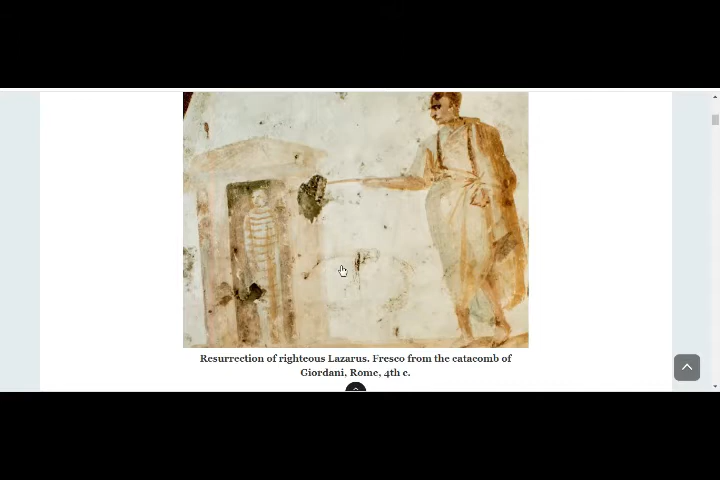 Resurrection of righteous Lazarus. Fresco from the catacomb of
Giordani, Rome, 4th c.